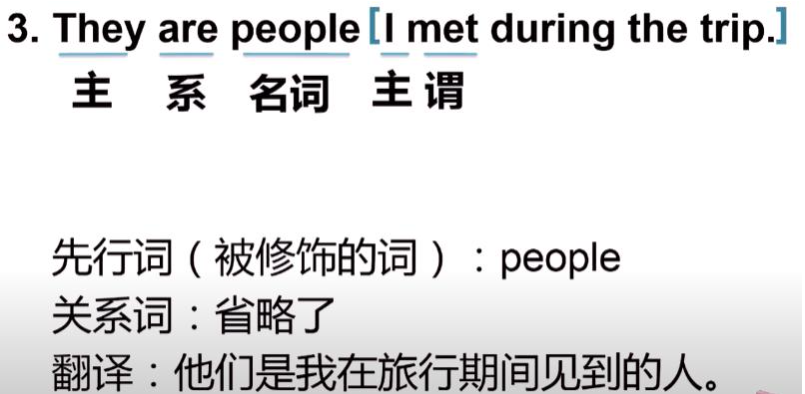 3. They are people [I met during the trip.]
主 系 名词 主 谓
先行词（被修饰的词）：people
关系词：省略了
翻译：他们是我在旅行期间见到的人。